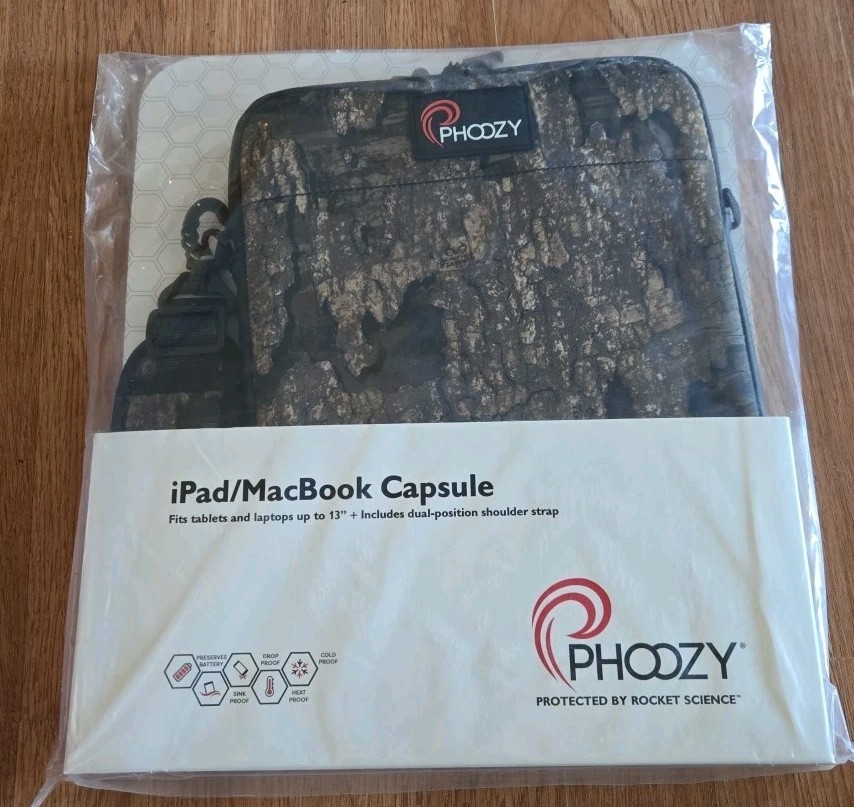 PHOOZY
iPad/MacBook Capsule
Fits tablets and laptops up to 13" + Includes dual-position shoulder strap
PRESERVES
BATTERY
SINK
PROOF
DROP
PROOF
HEAT
PROOF
COLD
PROOF
PHOOZY®
PROTECTED BY ROCKET SCIENCE™